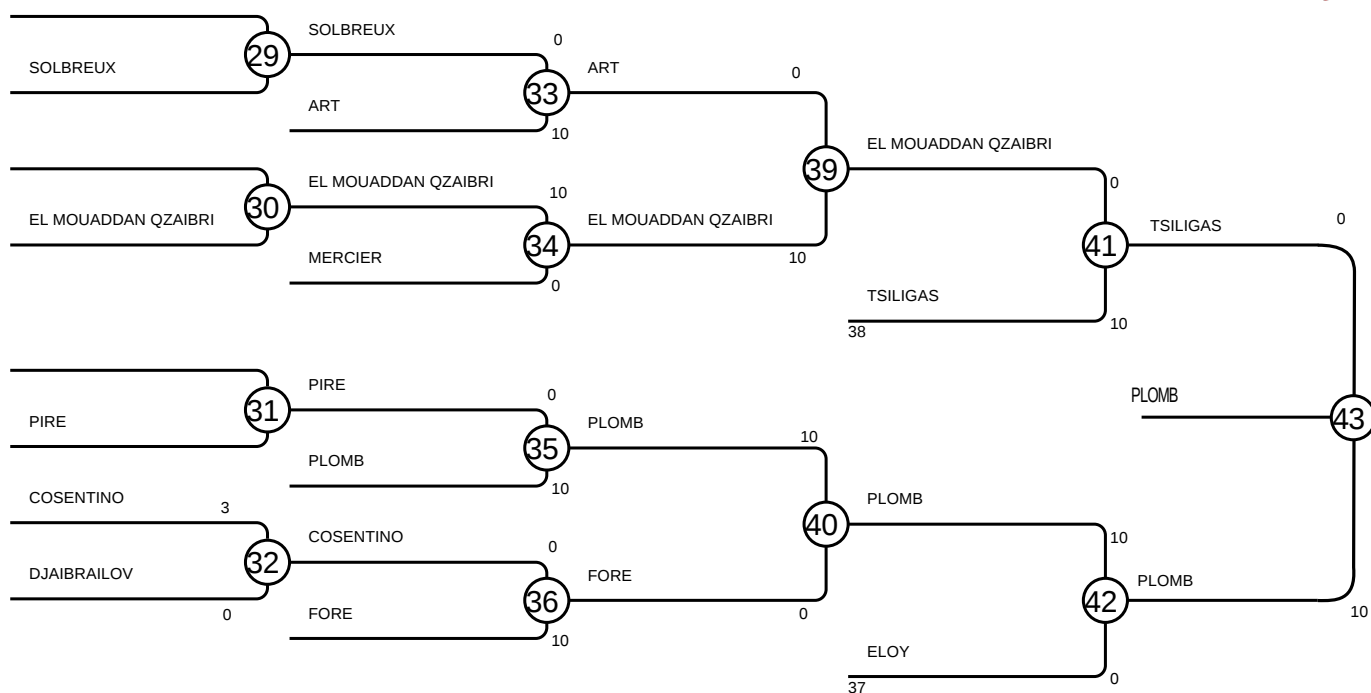 SOLBREUX
29
SOLBREUX
0
ART
10
33
ART
0
EL MOUADDAN QZAIBRI
30
EL MOUADDAN QZAIBRI
10
MERCIER
0
34
EL MOUADDAN QZAIBRI
10
39
EL MOUADDAN QZAIBRI
0
TSILIGAS
38
10
41
TSILIGAS
0
PIRE
31
PIRE
0
PLOMB
10
35
PLOMB
10
COSENTINO
3
DJAIBRAILOV
0
32
COSENTINO
0
FORE
10
36
FORE
0
40
PLOMB
10
ELOY
37
0
42
PLOMB
10
PLOMB
43